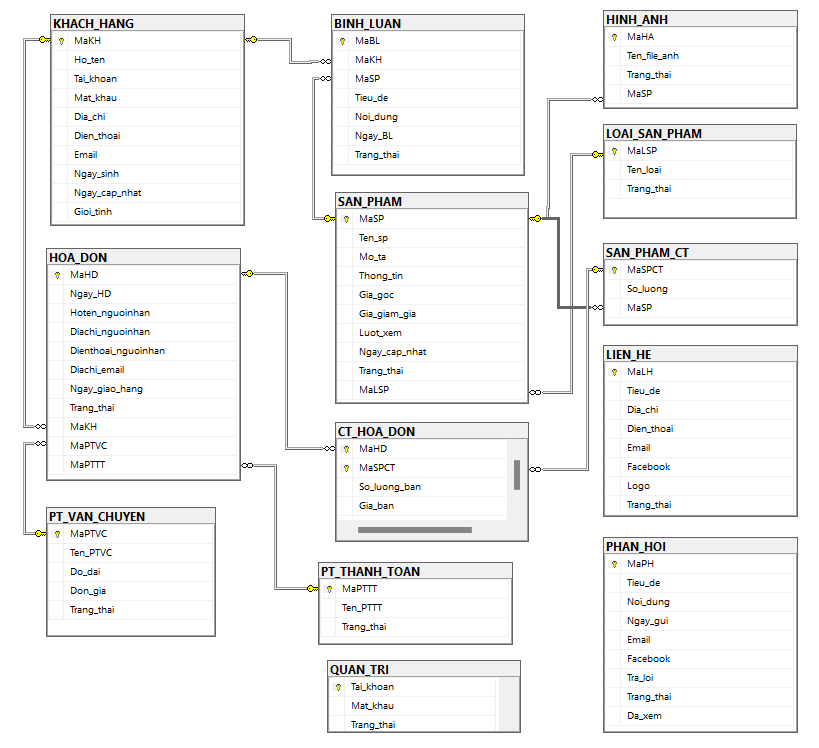 KHACH_HANG
MaKH
Ho_ten
Tai_khoan
Mat_khau
Dia_chi
Dien_thoai
Email
Ngay_sinh
Ngay_cap_nhat
Gioi_tinh
BINH_LUAN
MaBL
MaKH
MaSP
Tieu_de
Noi_dung
Ngay_BL
Trang_thai
HINH_ANH
MaHA
Ten_file_anh
Trang_thai
MaSP
LOAI_SAN_PHAM
MaLSP
Ten_loai
Trang_thai
SAN_PHAM
MaSP
Ten_sp
Mo_ta
Thong_tin
Gia_goc
Gia_giam_gia
Luot_xem
Ngay_cap_nhat
Trang_thai
MaLSP
SAN_PHAM_CT
MaSPCT
So_luong
MaSP
HOA_DON
MaHD
Ngay_HD
Hoten_nguoinhan
Diachi_nguoinhan
Dienthoai_nguoinhan
Diachi_email
Ngay_giao_hang
Trang_thai
MaKH
MaPTVC
MaPTTT
LIEN_HE
MaLH
Tieu_de
Dia_chi
Dien_thoai
Email
Facebook
Logo
Trang_thai
CT_HOA_DON
MaHD
MaSPCT
So_luong_ban
Gia_ban
PT_VAN_CHUYEN
MaPTVC
Ten_PTVC
Do_dai
Don_gia
Trang_thai
PT_THANH_TOAN
MaPTTT
Ten_PTTT
Trang_thai
PHAN_HOI
MaPH
Tieu_de
Noi_dung
Ngay_gui
Email
Facebook
Tra_loi
Trang_thai
Da_xem
QUAN_TRI
Tai_khoan
Mat_khau
Trang_thai